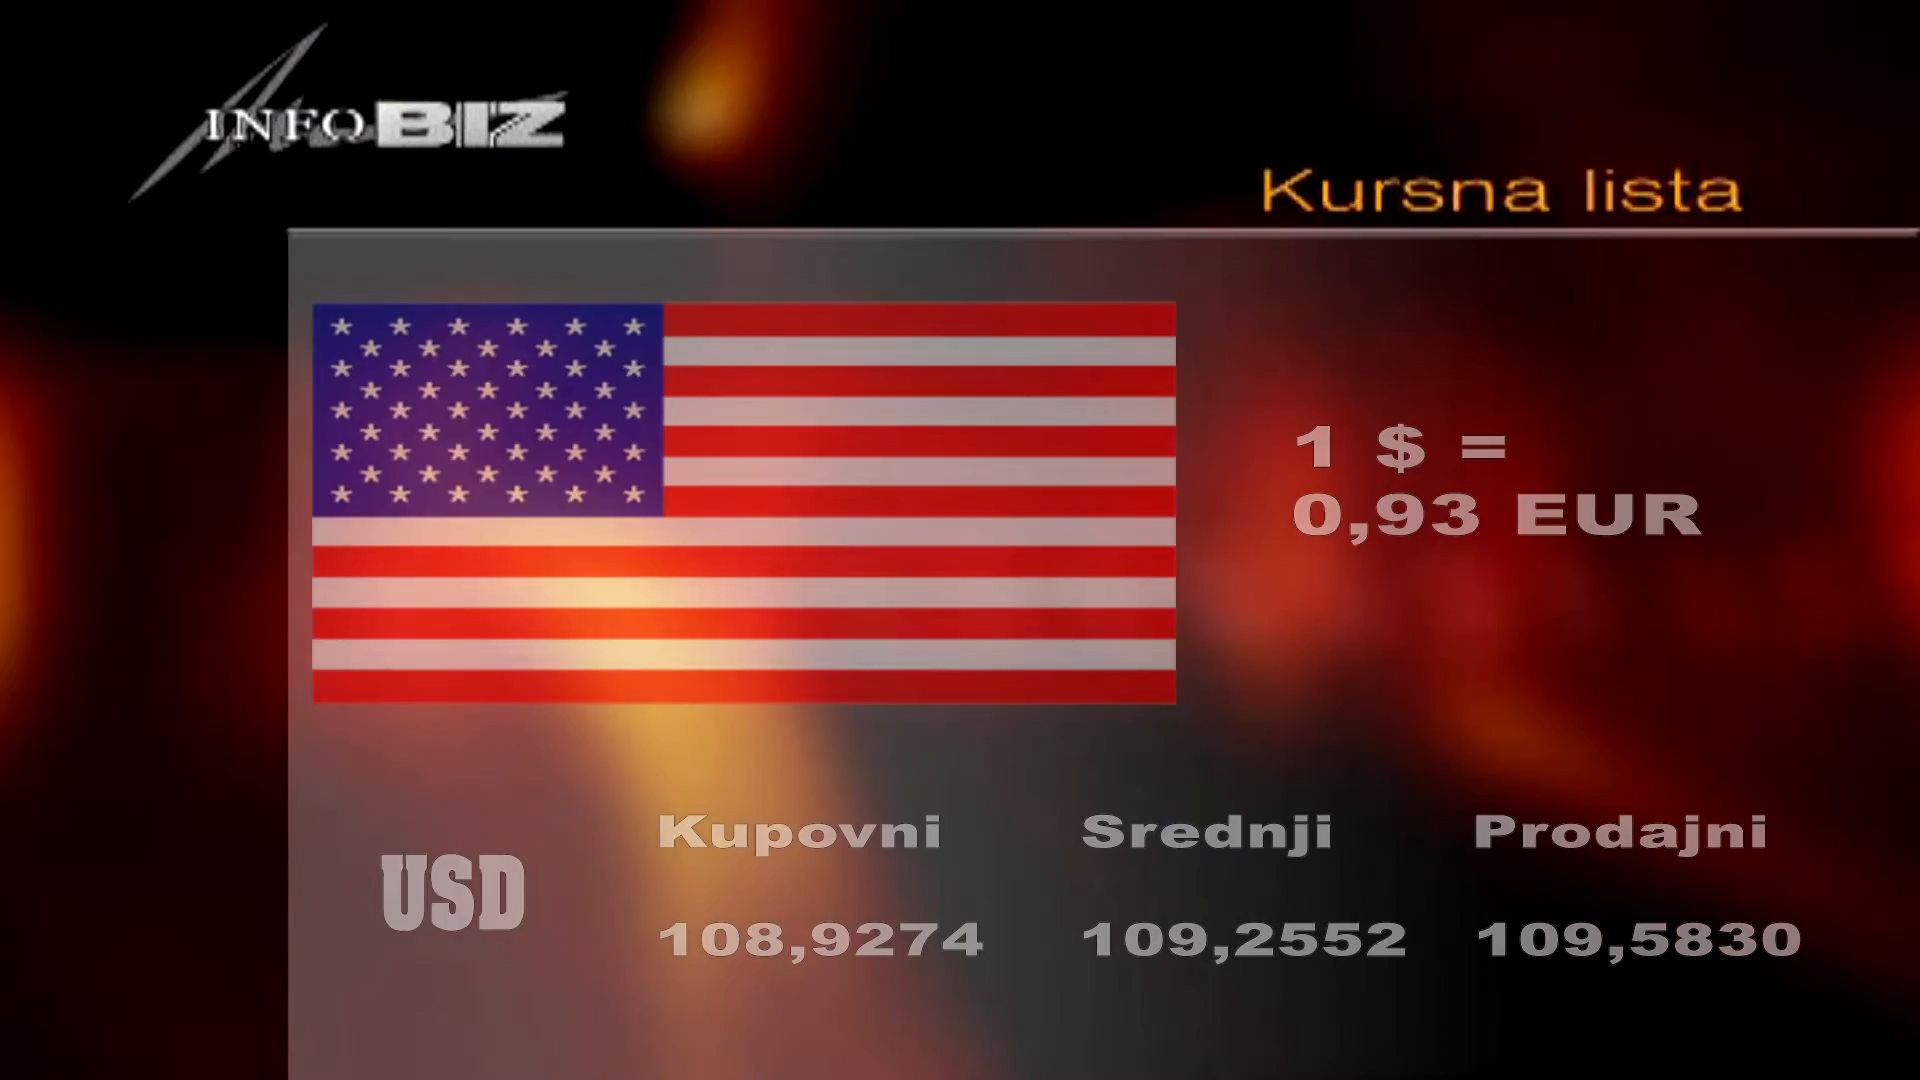 INFO BIZ
Kursna lista
1 $ =
0,93 EUR
USD
Kupovni Srednji Prodajni
108,9274 109,2552 109,5830